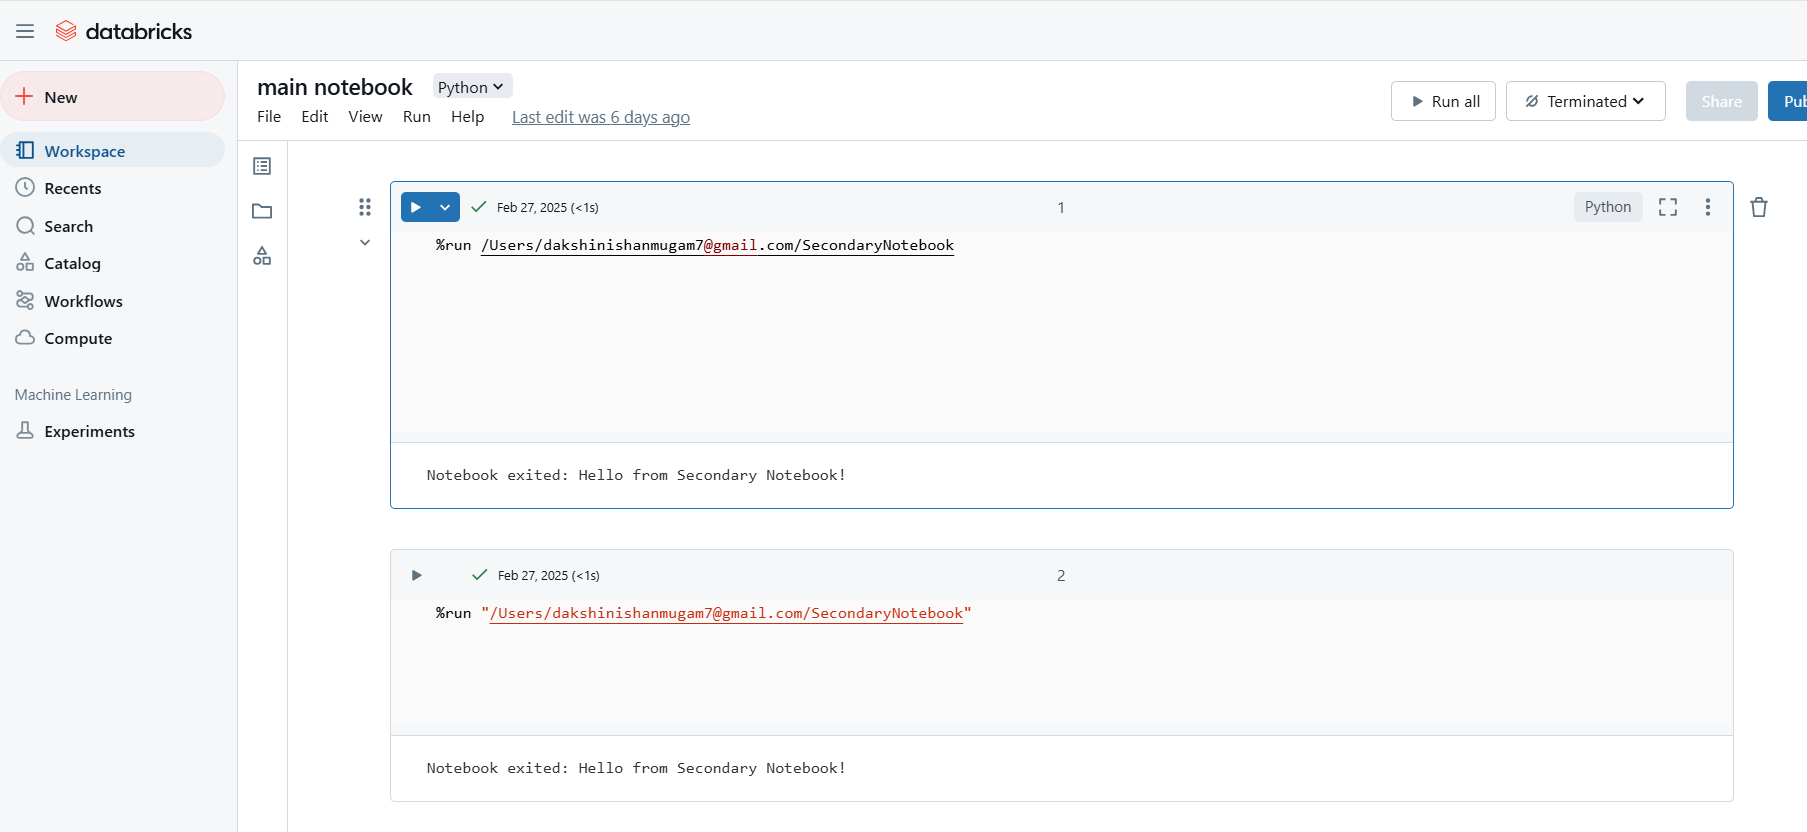 databricks
New
Workspace
Recents
Search
Catalog
Workflows
Compute
Machine Learning
Experiments
main notebook Python
File Edit View Run Help Last edit was 6 days ago
Run all Terminated Share Pub
Feb 27, 2025 (<1s) 1 Python
%run /Users/dakshinishanmugam7@gmail.com/SecondaryNotebook
Notebook exited: Hello from Secondary Notebook!
Feb 27, 2025 (<1s) 2
%run "/Users/dakshinishanmugam7@gmail.com/SecondaryNotebook"
Notebook exited: Hello from Secondary Notebook!